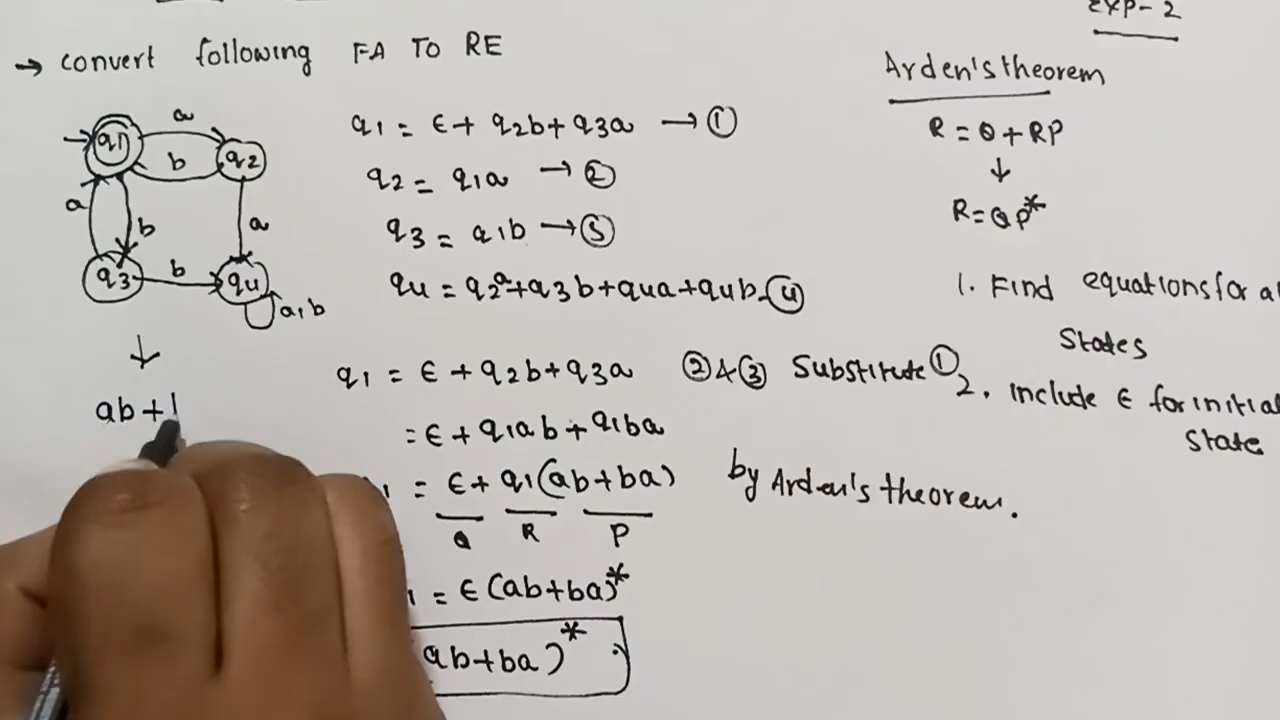 EXP-2
→ convert following FA TO RE
Arden's theorem
R = Q + RP
↓
R = QP*
q1 a q2
b
a b a
q3 b q4
a,b
↓
ab+
q1 = ϵ + q2b + q3a → ①
q2 = q1a → ②
q3 = q1b → ③
q4 = q2a + q3b + q4a + q4b - ④
1. Find equations for
States
2. Include ϵ for initial
State
q1 = ϵ + q2b + q3a ② & ③ Substitute ①
= ϵ + q1ab + q1ba
= ϵ + q1(ab+ba) by Arden's theorem.
Q R P
= ϵ(ab+ba)*
ab+ba)*